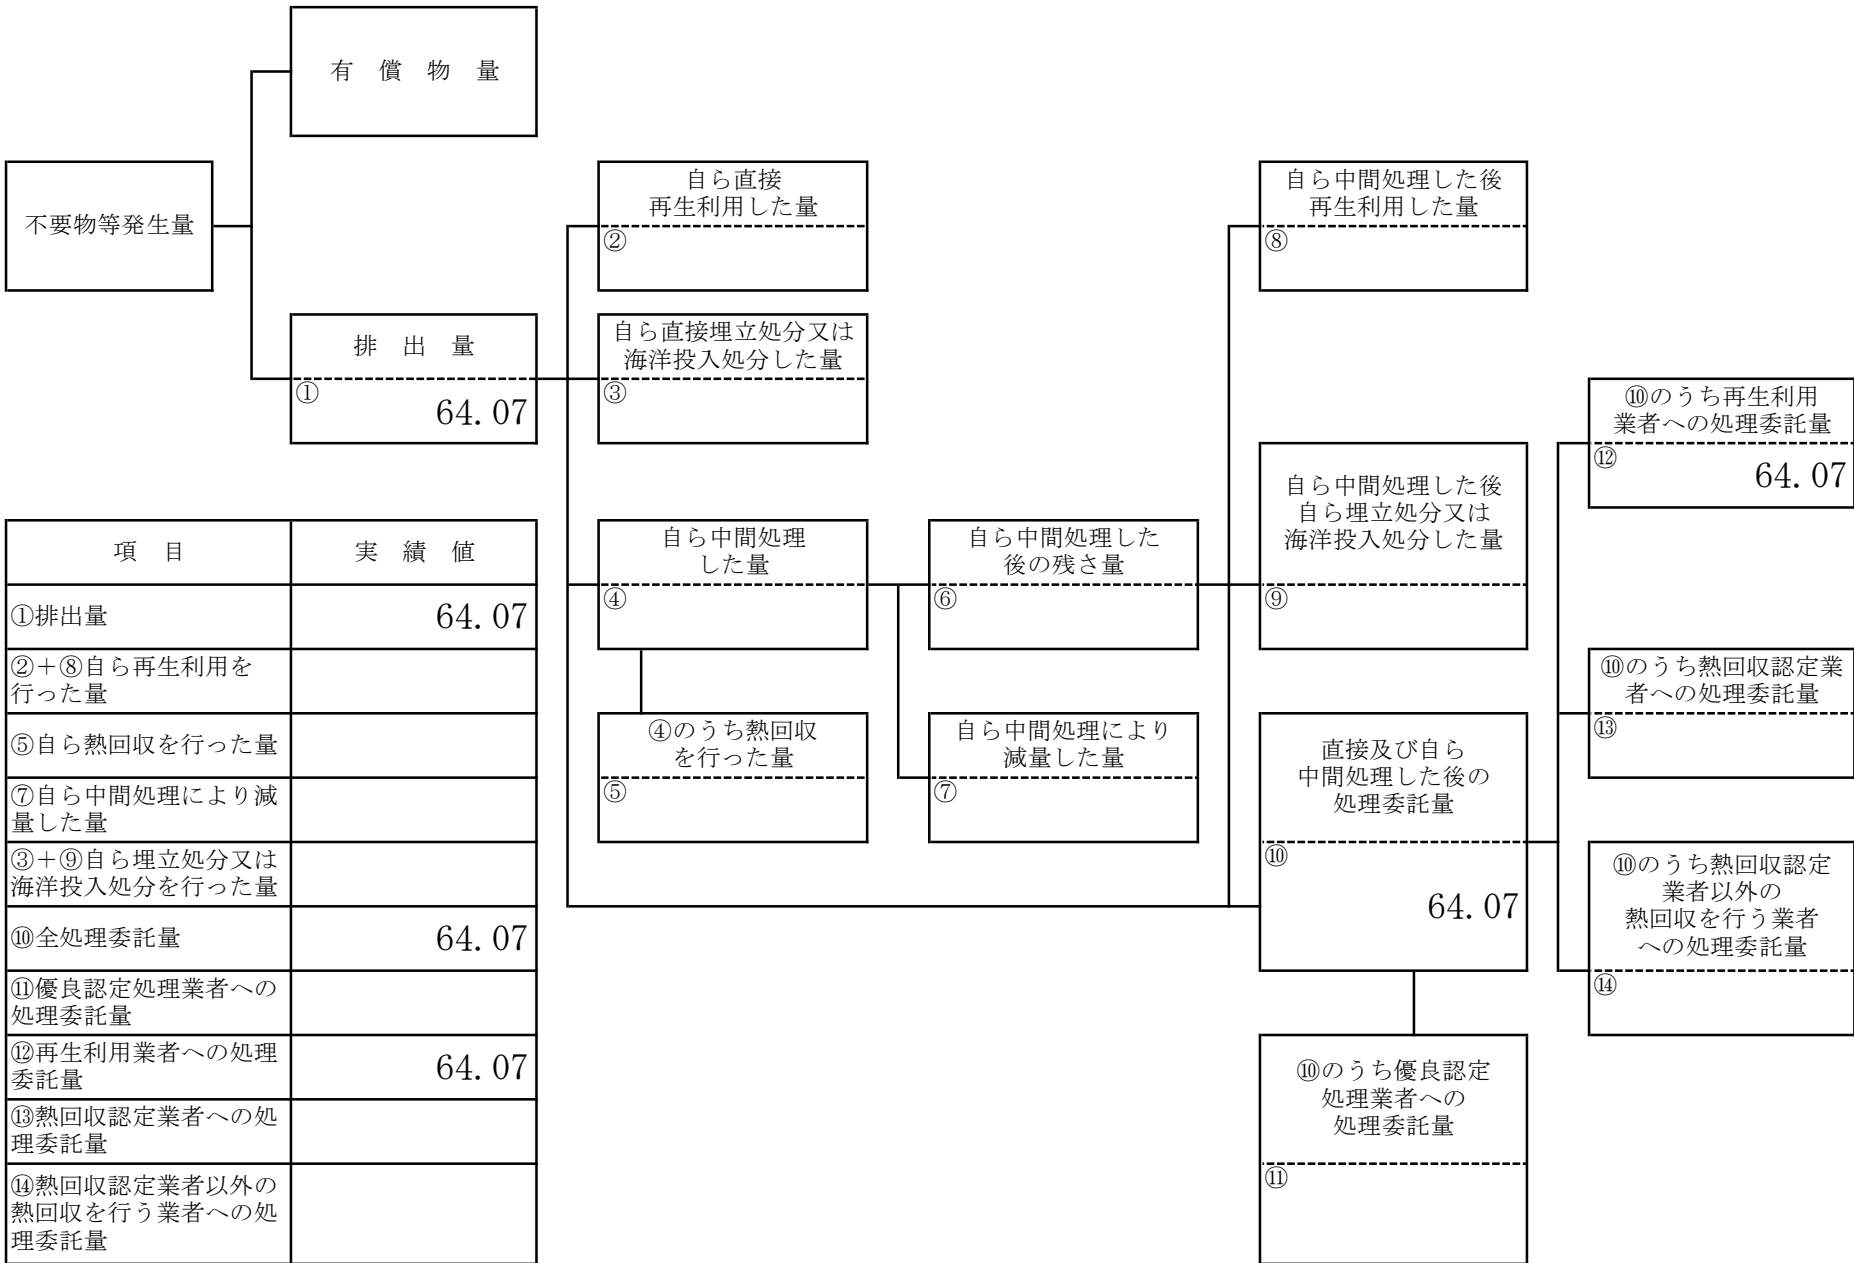 有 償 物 量
不要物等発生量
排 出 量
①
64.07
自ら直接
再生利用した量
②
自ら直接埋立処分又は
海洋投入処分した量
③
自ら中間処理
した量
④
④のうち熱回収
を行った量
⑤
自ら中間処理した
後の残さ量
⑥
自ら中間処理により
減量した量
⑦
自ら中間処理した後
再生利用した量
⑧
自ら中間処理した後
自ら埋立処分又は
海洋投入処分した量
⑨
直接及び自ら
中間処理した後の
処理委託量
⑩
64.07
⑩のうち優良認定
処理業者への
処理委託量
⑪
⑩のうち再生利用
業者への処理委託量
⑫
64.07
⑩のうち熱回収認定業
者への処理委託量
⑬
⑩のうち熱回収認定
業者以外の
熱回収を行う業者
への処理委託量
⑭
項 目 実 績 値
①排出量 64.07
②＋⑧自ら再生利用を
行った量
⑤自ら熱回収を行った量
⑦自ら中間処理により減
量した量
③＋⑨自ら埋立処分又は
海洋投入処分を行った量
⑩全処理委託量 64.07
⑪優良認定処理業者への
処理委託量
⑫再生利用業者への処理
委託量 64.07
⑬熱回収認定業者への処
理委託量
⑭熱回収認定業者以外の
熱回収を行う業者への処
理委託量